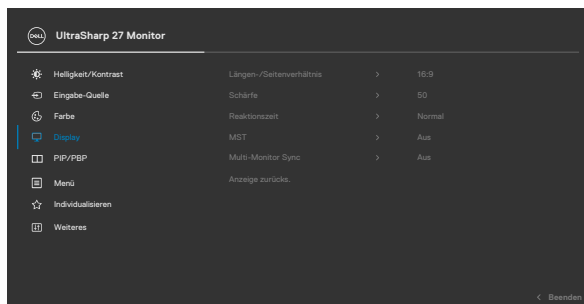 DELL UltraSharp 27 Monitor
Helligkeit/Kontrast Längen-/Seitenverhältnis > 16:9
Eingabe-Quelle Schärfe > 50
Farbe Reaktionszeit > Normal
Display MST > Aus
PIP/PBP Multi-Monitor Sync > Aus
Menü Anzeige zurücks.
Individualisieren
Weiteres
< Beenden